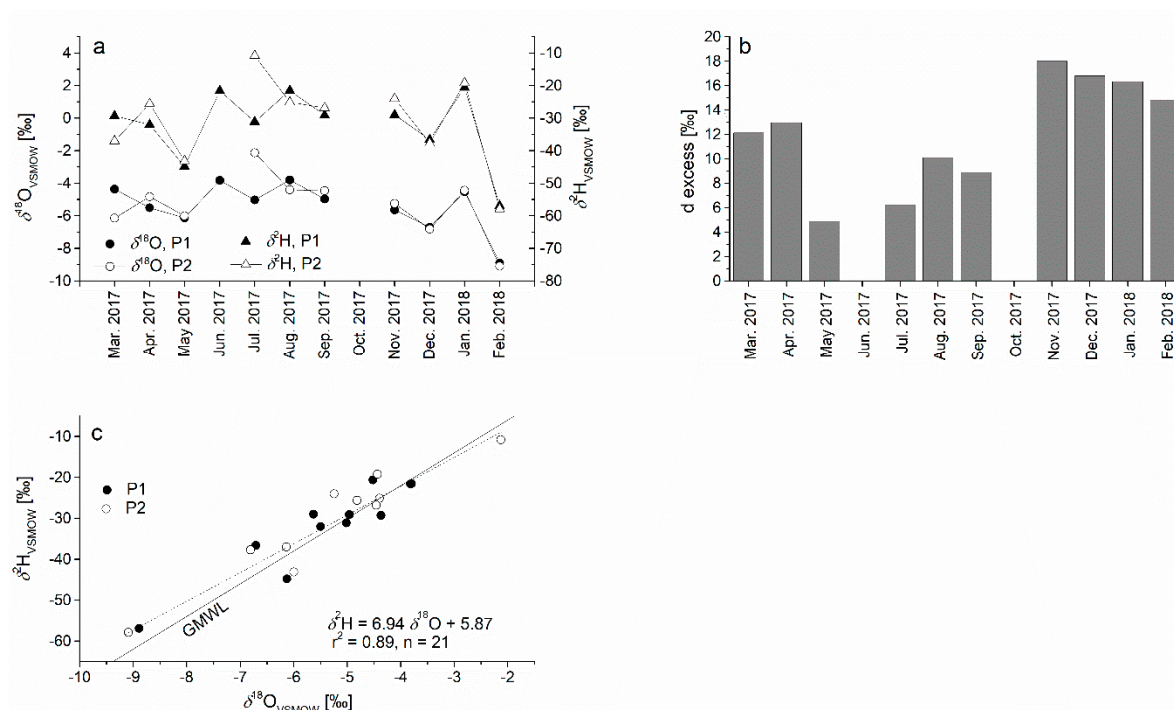 a
4
2
0
-2
-4
-6
-8
-10
δ¹⁸O_VSMOW [‰]
-10
-20
-30
-40
-50
-60
-70
-80
δ²H_VSMOW [‰]
δ¹⁸O, P1
δ²H, P1
δ¹⁸O, P2
δ²H, P2
Mar. 2017
Apr. 2017
May 2017
Jun. 2017
Jul. 2017
Aug. 2017
Sep. 2017
Oct. 2017
Nov. 2017
Dec. 2017
Jan. 2018
Feb. 2018
b
20
18
16
14
12
10
8
6
4
2
0
d excess [‰]
Mar. 2017
Apr. 2017
May 2017
Jun. 2017
Jul. 2017
Aug. 2017
Sep. 2017
Oct. 2017
Nov. 2017
Dec. 2017
Jan. 2018
Feb. 2018
c
-10
-20
-30
-40
-50
-60
δ²H_VSMOW [‰]
P1
P2
GMWL
δ²H = 6.94 δ¹⁸O + 5.87
r² = 0.89, n = 21
-10
-9
-8
-7
-6
-5
-4
-3
-2
δ¹⁸O_VSMOW [‰]